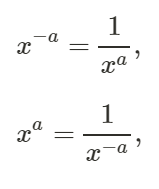 x^{-a} = \frac{1}{x^a},
x^a = \frac{1}{x^{-a}},